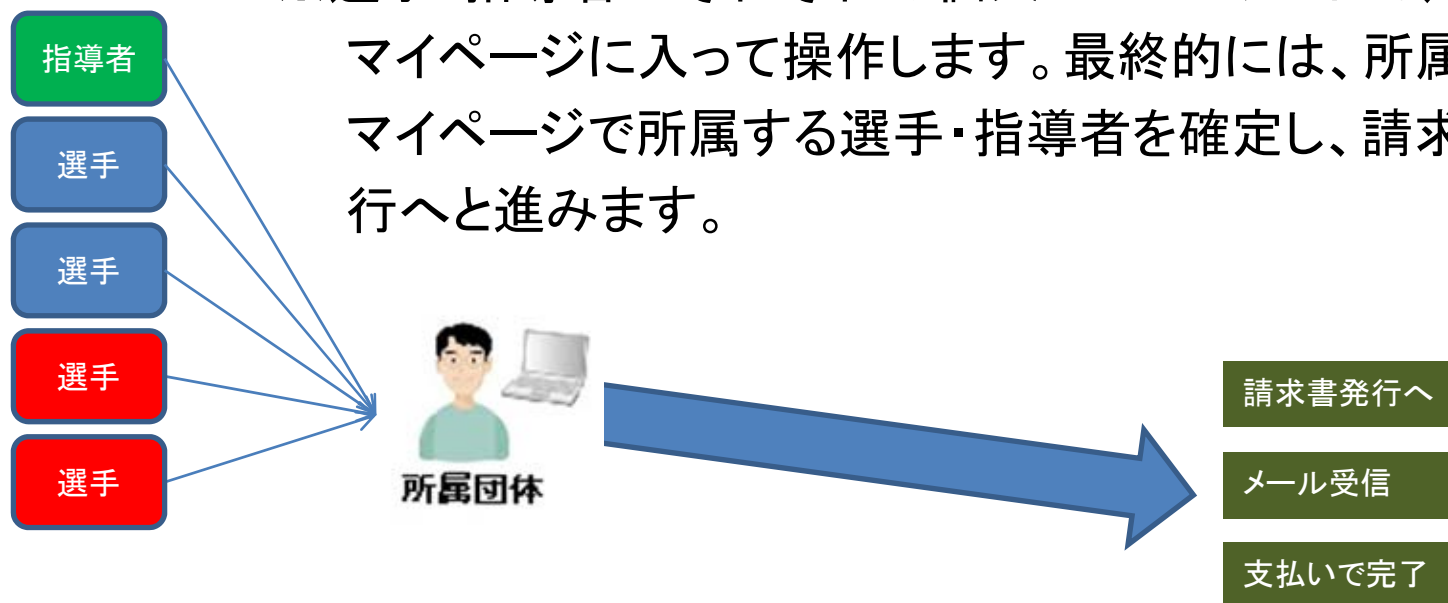 マイページに入って操作します。最終的には、所属
マイページで所属する選手・指導者を確定し、請求
行へと進みます。
指導者
選手
選手
選手
選手
所属団体
請求書発行へ
メール受信
支払いで完了